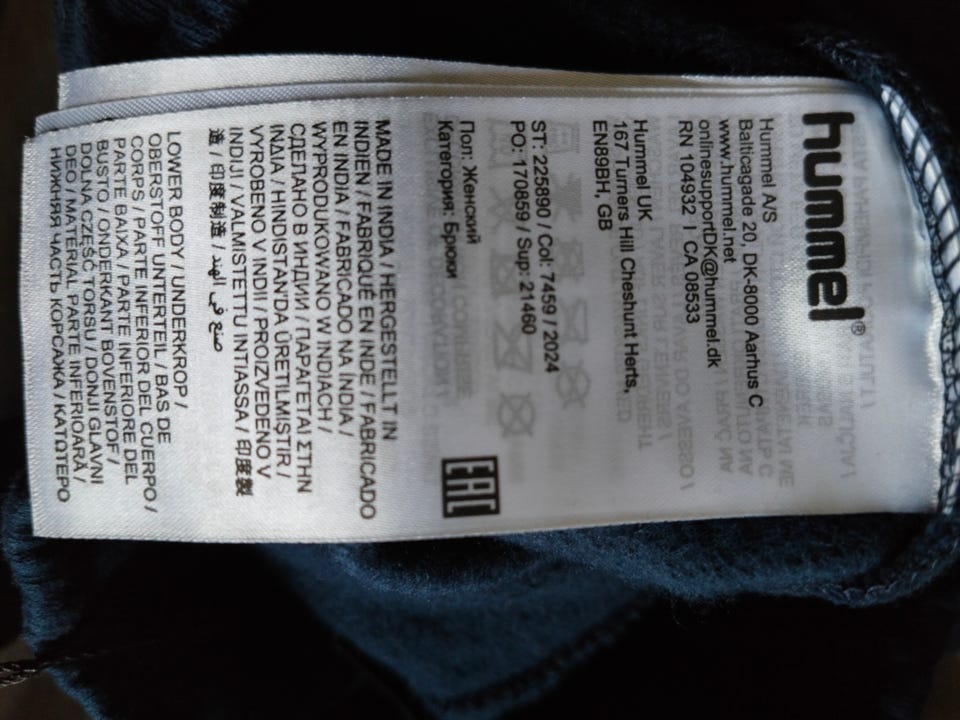 hummel®
Hummel A/S
Balticagade 20, DK-8000 Aarhus C
www.hummel.net
onlinesupportDK@hummel.dk
RN 104932 I CA 08533
Hummel UK
167 Turners Hill Cheshunt Herts,
EN89BH, GB
ST: 225890 / Col: 7459 / 2024
PO: 170859 / Sup: 21460
Пол: Женский
Категория: Брюки
EAC
MADE IN INDIA / HERGESTELLT IN
INDIEN / FABRIQUÉ EN INDE / FABRICADO
EN INDIA / FABRICADO NA INDIA /
WYPRODUKOWANO W INDIACH /
СДЕЛАНО В ИНДИИ / ΠΑΡΑΓΕΤΑΙ ΣΤΗΝ
ΙΝΔΙΑ / HINDISTAN'DA ÜRETILMIŞTIR /
VYROBENO V INDII / PROIZVEDENO V
INDIJI / VALMISTETTU INTIASSA / 印度製
造 / 印度制造 / صنع في الهند
LOWER BODY / UNDERKROP /
OBERSTOFF UNTERTEIL / BAS DE
CORPS / PARTE INFERIOR DEL CUERPO /
PARTE BAIXA / PARTE INFERIORE DEL
BUSTO / ONDERKANT BOVENSTOF /
DOLNA CZĘŚĆ TORSU / DONJI GLAVNI
DEO / MATERIAL PARTE INFERIOARĂ /
НИЖНЯЯ ЧАСТЬ КОРСАЖА / ΚΑΤΩΤΕΡΟ